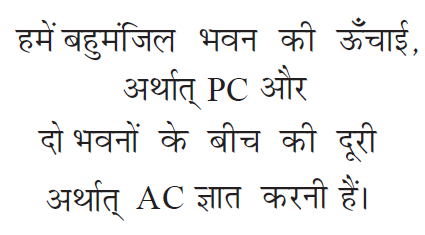 हमें बहुमंजिल भवन की ऊँचाई,
अर्थात् PC और
दो भवनों के बीच की दूरी
अर्थात् AC ज्ञात करनी हैं।